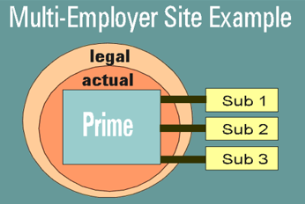 Multi-Employer Site Example
legal
actual
Prime
Sub 1
Sub 2
Sub 3